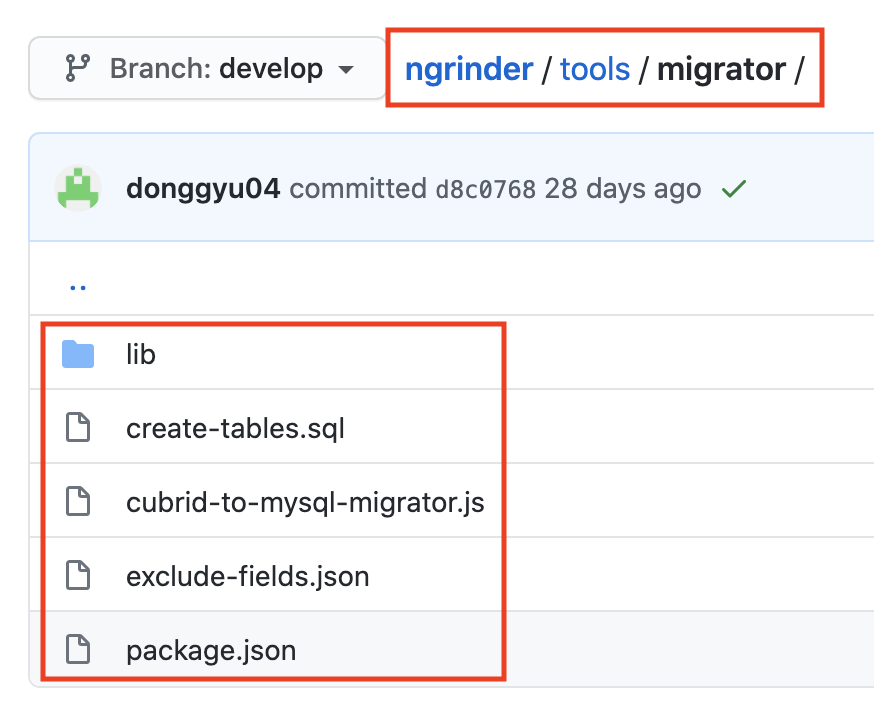 Branch: develop ngrinder / tools / migrator /
donggyu04 committed d8c0768 28 days ago
..
lib
create-tables.sql
cubrid-to-mysql-migrator.js
exclude-fields.json
package.json